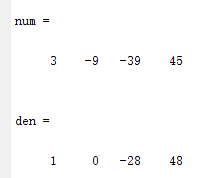 num =
3 -9 -39 45
den =
1 0 -28 48